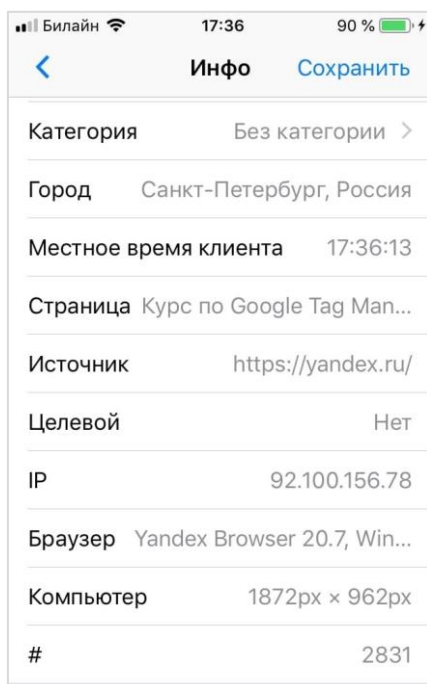 Билайн 17:36 90 %
Инфо Сохранить
Категория Без категории
Город Санкт-Петербург, Россия
Местное время клиента 17:36:13
Страница Курс по Google Tag Man...
Источник https://yandex.ru/
Целевой Нет
IP 92.100.156.78
Браузер Yandex Browser 20.7, Win...
Компьютер 1872px × 962px
# 2831